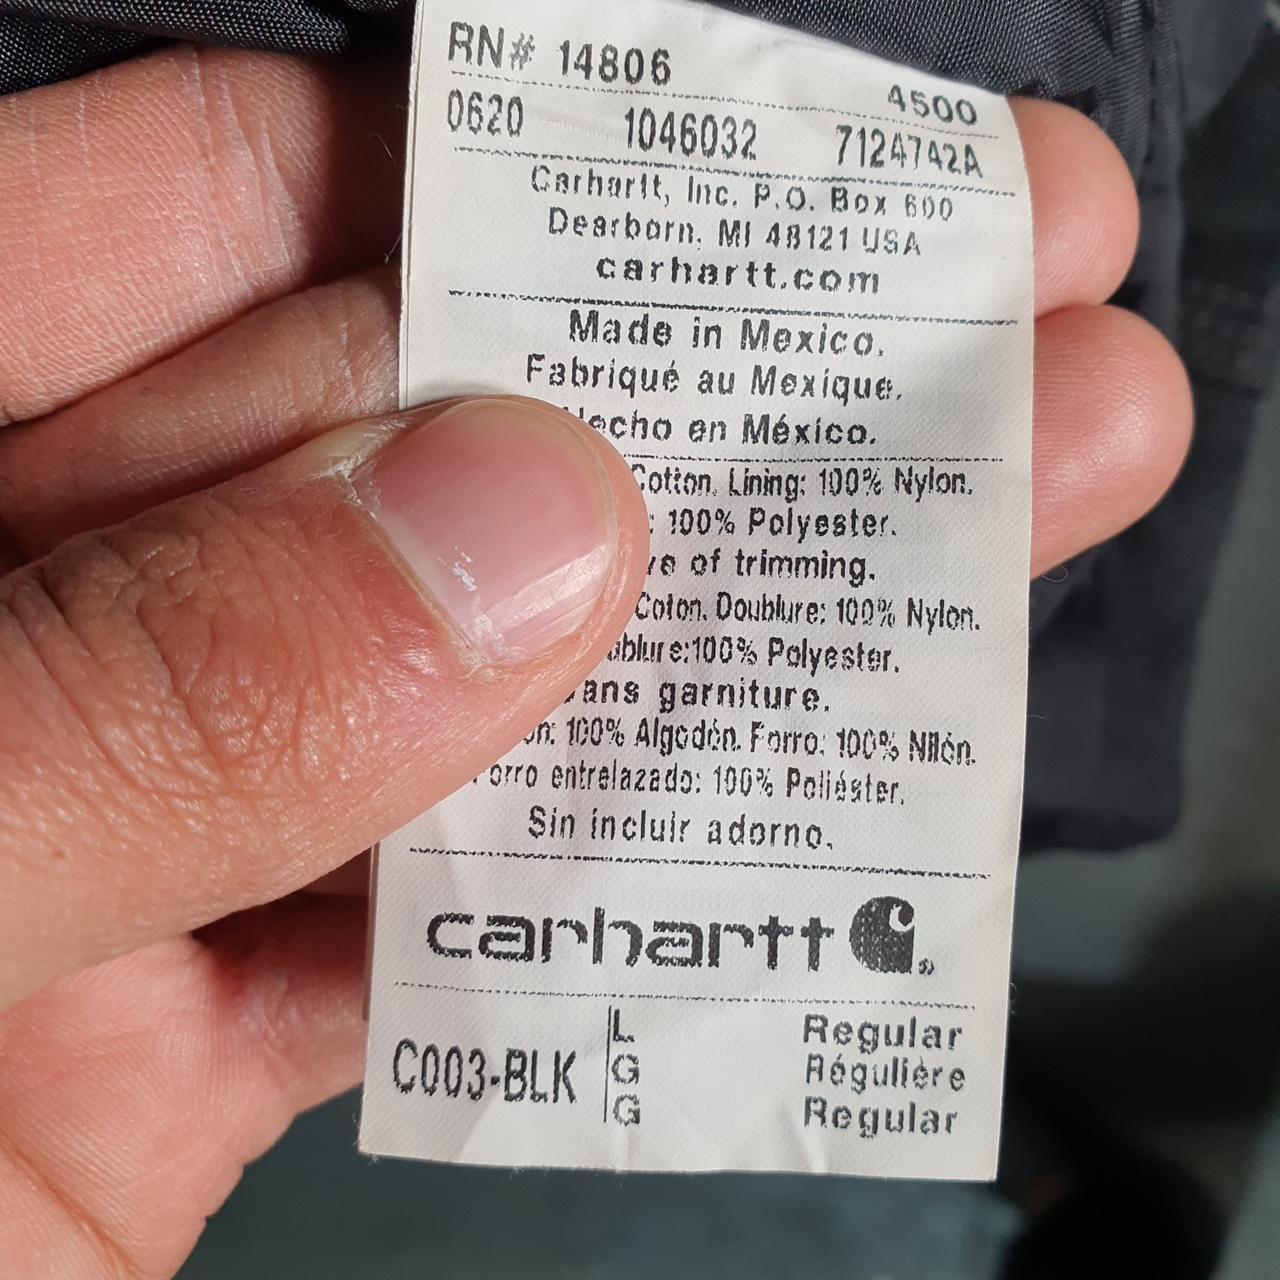 RN# 14806
4500
0620 1046032 7124742A
Carhartt, Inc. P.O. Box 600
Dearborn, MI 48121 USA
carhartt.com
Made in Mexico.
Fabriqué au Mexique.
Hecho en México.
Cotton. Lining: 100% Nylon.
: 100% Polyester.
of trimming.
Coton. Doublure: 100% Nylon.
:100% Polyester.
Sans garniture.
100% Algodón. Forro: 100% Nilón.
Forro entrelazado: 100% Poliéster.
Sin incluir adorno.
carhartt
C003-BLK
L Regular
G Régulière
G Regular